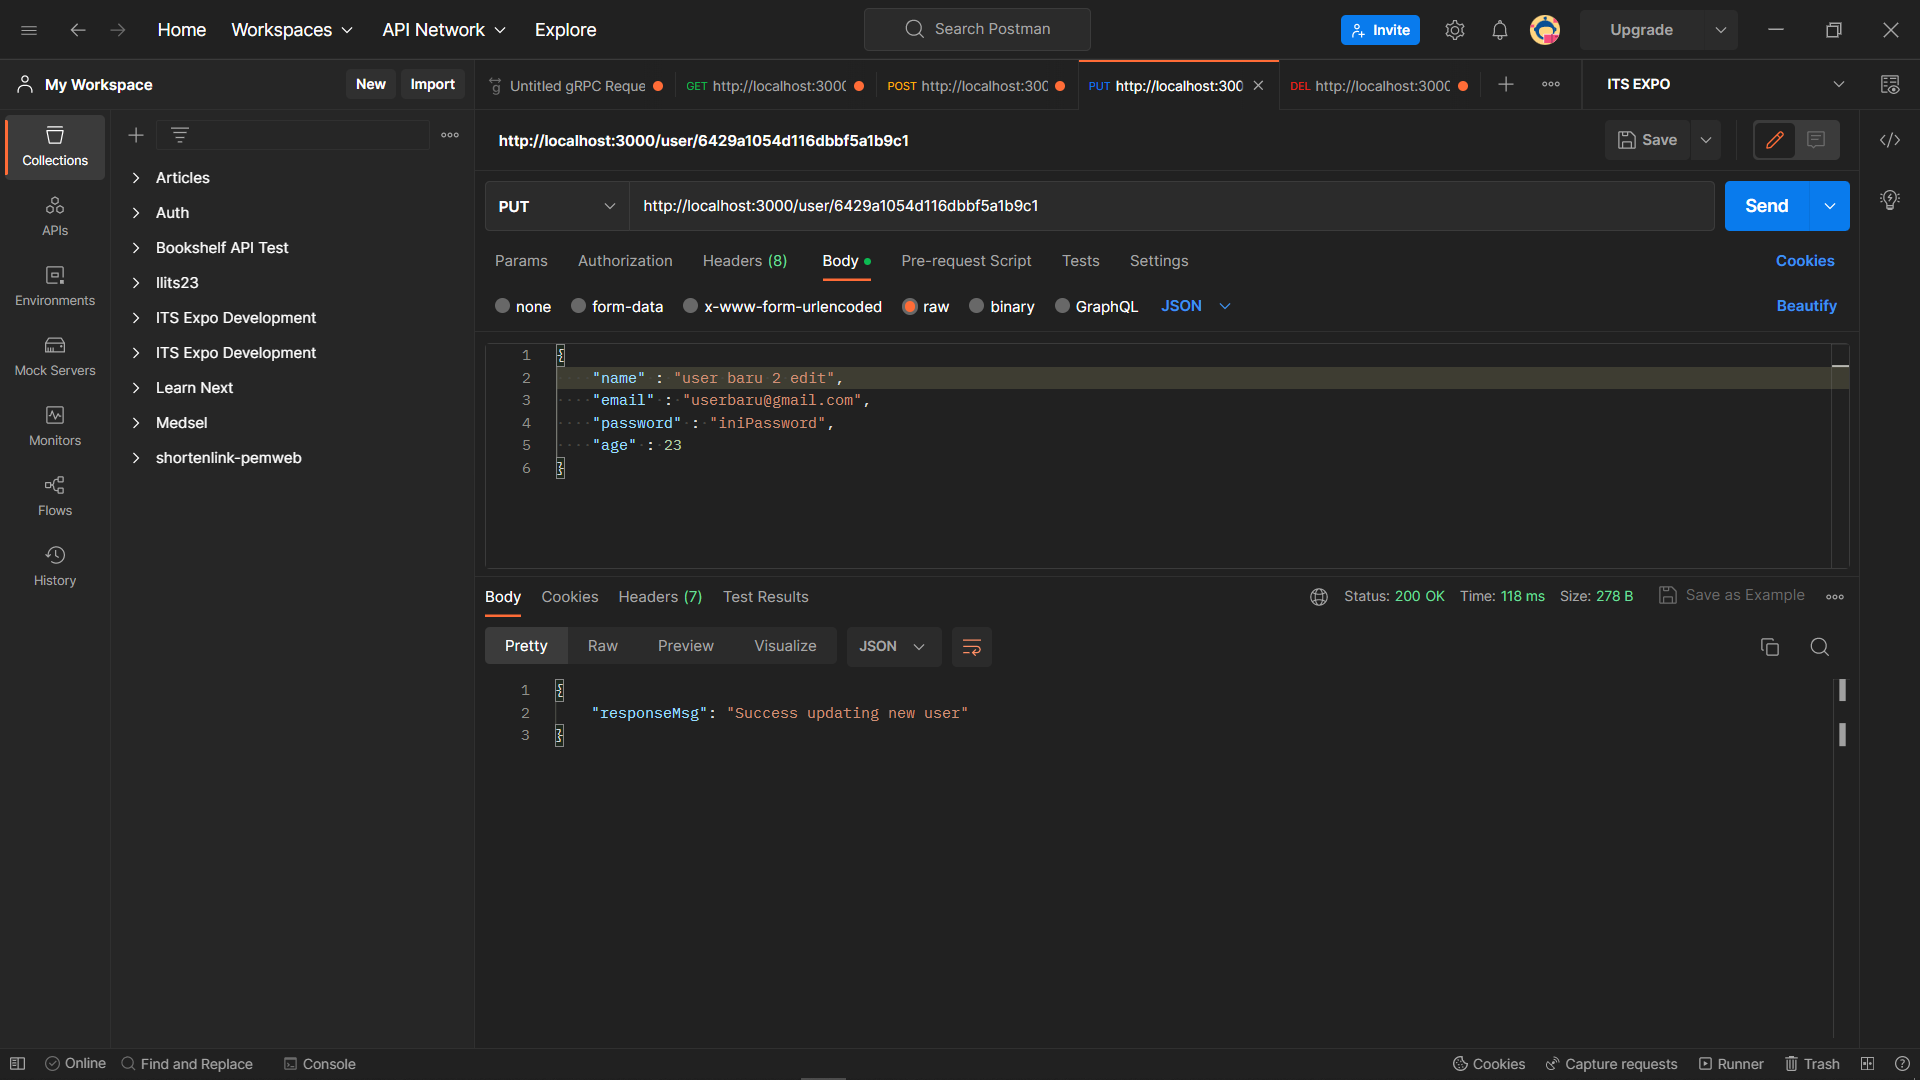 Home Workspaces API Network Explore Search Postman Invite Upgrade
My Workspace New Import Untitled gRPC Reque GET http://localhost:3000 POST http://localhost:300 PUT http://localhost:300 DEL http://localhost:3000 ITS EXPO
Collections
APIs
Environments
Mock Servers
Monitors
Flows
History
Articles
Auth
Bookshelf API Test
Ilits23
ITS Expo Development
ITS Expo Development
Learn Next
Medsel
shortenlink-pemweb
http://localhost:3000/user/6429a1054d116dbbf5a1b9c1 Save
PUT http://localhost:3000/user/6429a1054d116dbbf5a1b9c1 Send
Params Authorization Headers (8) Body Pre-request Script Tests Settings Cookies
none form-data x-www-form-urlencoded raw binary GraphQL JSON Beautify
1 {
2 "name" : "user baru 2 edit",
3 "email" : "userbaru@gmail.com",
4 "password" : "iniPassword",
5 "age" : 23
6 }
Body Cookies Headers (7) Test Results Status: 200 OK Time: 118 ms Size: 278 B Save as Example
Pretty Raw Preview Visualize JSON
1 {
2 "responseMsg": "Success updating new user"
3 }
Online Find and Replace Console Cookies Capture requests Runner Trash